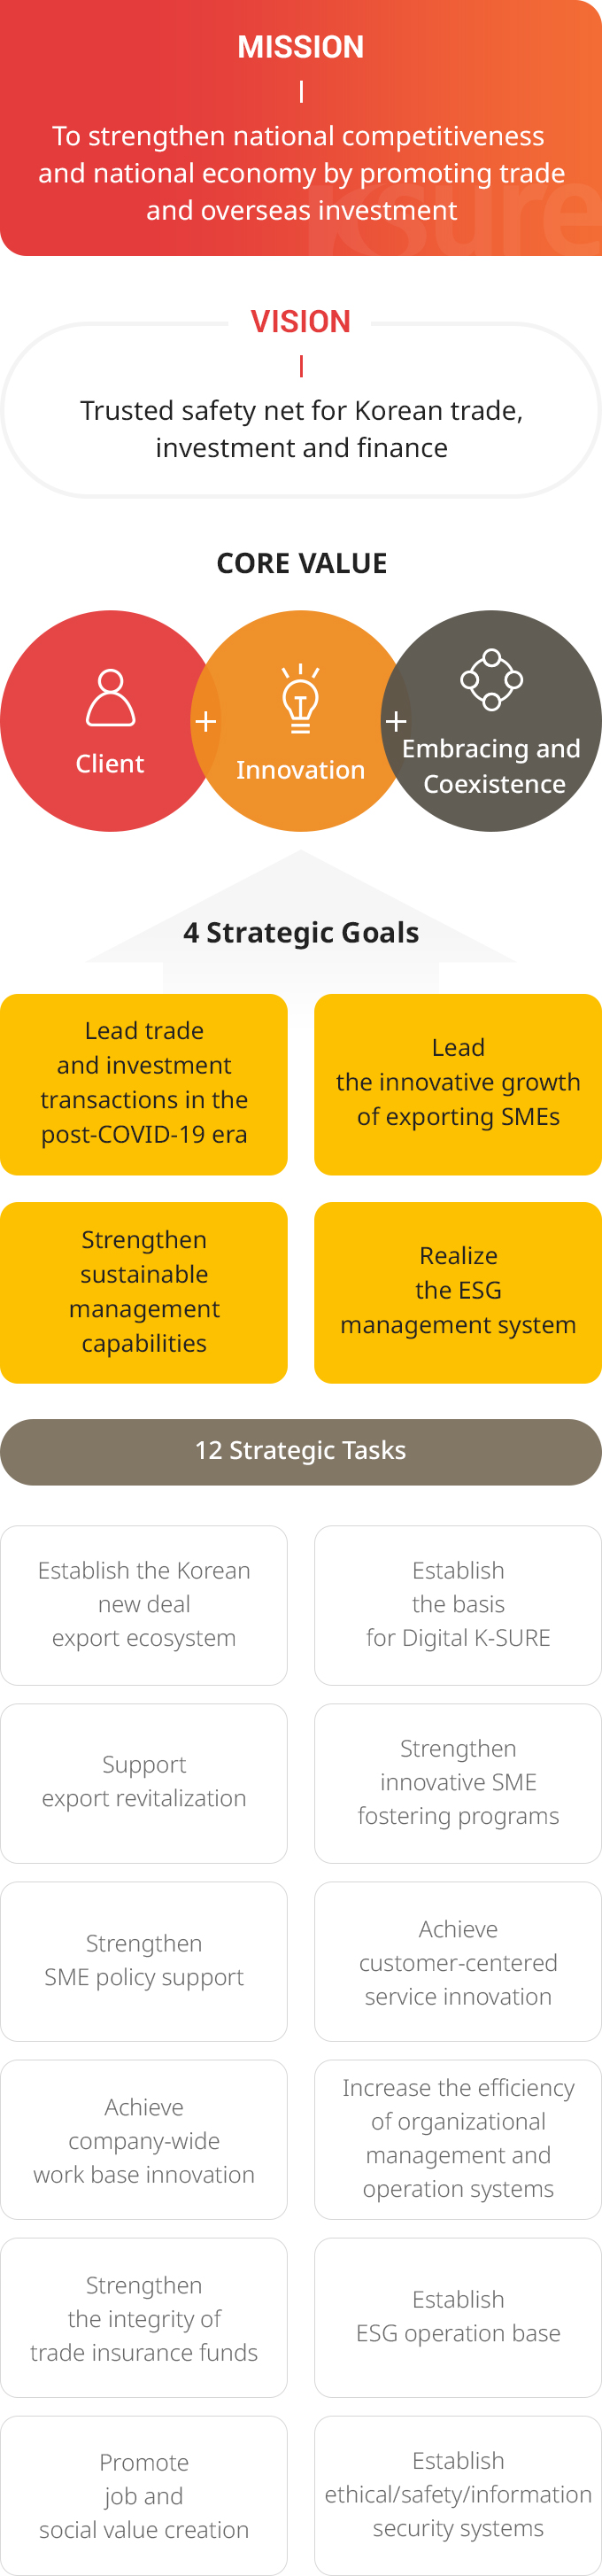 MISSION
To strengthen national competitiveness
and national economy by promoting trade
and overseas investment
ksure
VISION
Trusted safety net for Korean trade,
investment and finance
CORE VALUE
Client
+
Innovation
+
Embracing and
Coexistence
4 Strategic Goals
Lead trade
and investment
transactions in the
post-COVID-19 era
Lead
the innovative growth
of exporting SMEs
Strengthen
sustainable
management
capabilities
Realize
the ESG
management system
12 Strategic Tasks
Establish the Korean
new deal
export ecosystem
Establish
the basis
for Digital K-SURE
Support
export revitalization
Strengthen
innovative SME
fostering programs
Strengthen
SME policy support
Achieve
customer-centered
service innovation
Achieve
company-wide
work base innovation
Increase the efficiency
of organizational
management and
operation systems
Strengthen
the integrity of
trade insurance funds
Establish
ESG operation base
Promote
job and
social value creation
Establish
ethical/safety/information
security systems